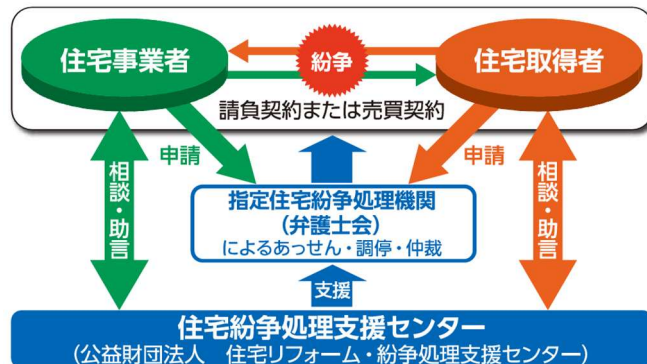 住宅事業者
紛争
住宅取得者
請負契約または売買契約
申請
申請
相談・助言
指定住宅紛争処理機関
(弁護士会)
によるあっせん・調停・仲裁
相談・助言
支援
住宅紛争処理支援センター
(公益財団法人　住宅リフォーム・紛争処理支援センター)